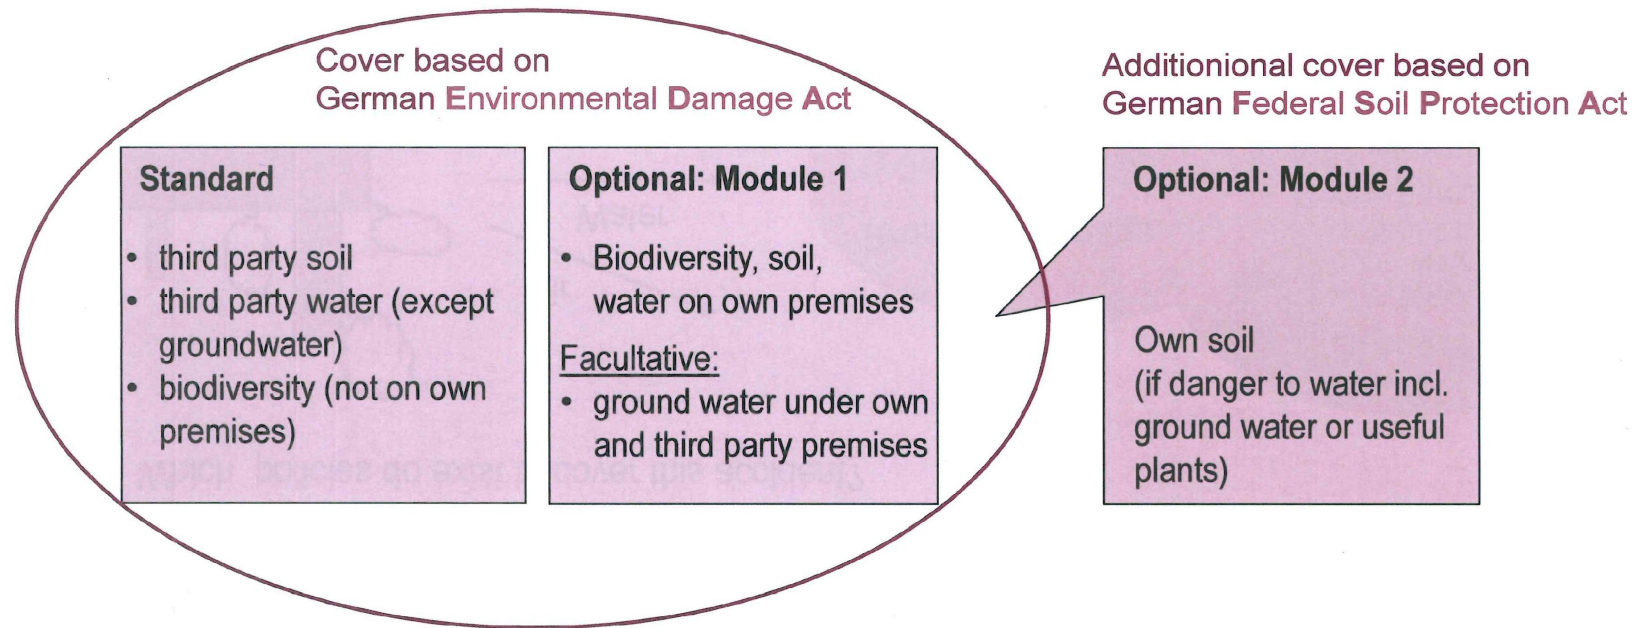 Cover based on
German Environmental Damage Act
Additionional cover based on
German Federal Soil Protection Act
Standard
• third party soil
• third party water (except
groundwater)
• biodiversity (not on own
premises)
Optional: Module 1
• Biodiversity, soil,
water on own premises
Facultative:
• ground water under own
and third party premises
Optional: Module 2
Own soil
(if danger to water incl.
ground water or useful
plants)